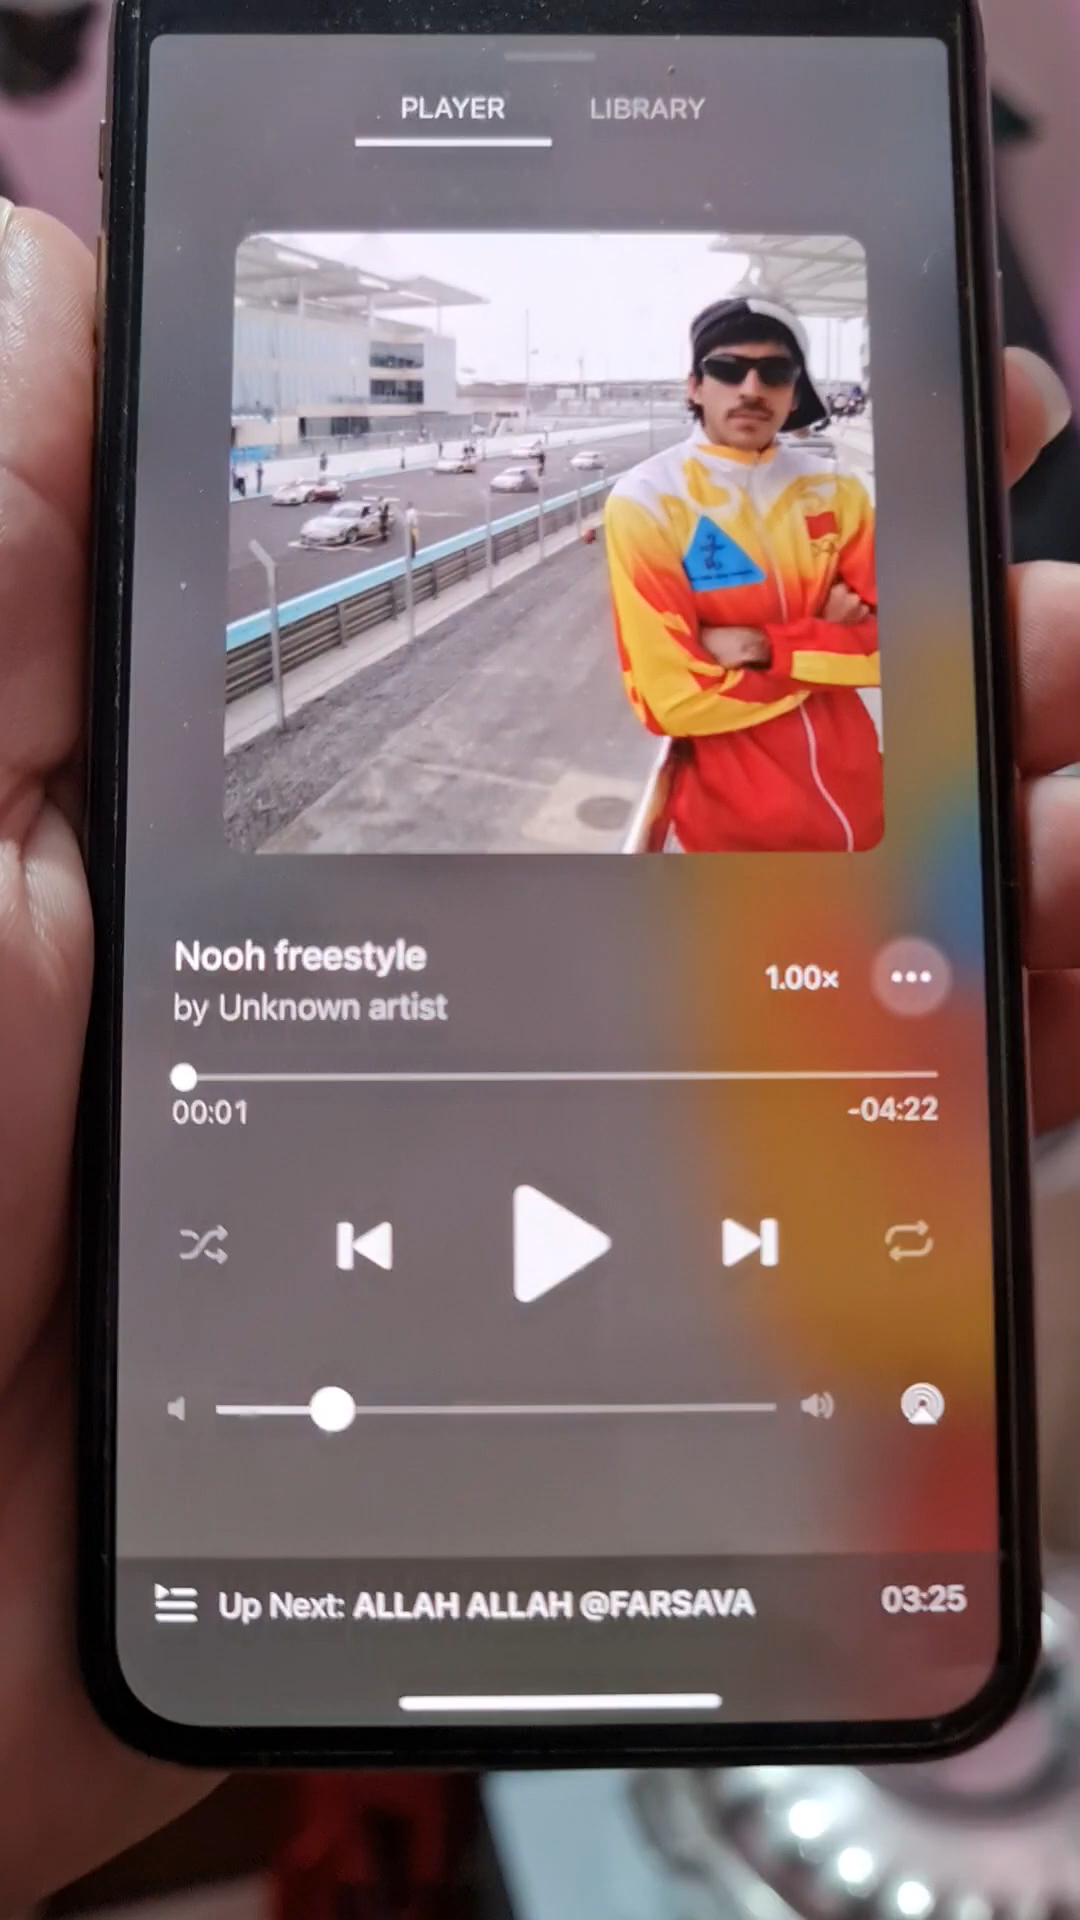 PLAYER LIBRARY
Nooh freestyle
by Unknown artist
1.00×
00:01
-04:22
Up Next: ALLAH ALLAH @FARSAVA 03:25